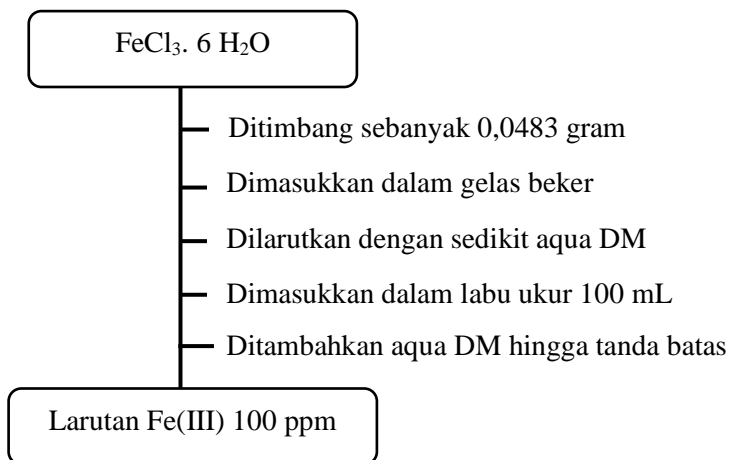 FeCl₃. 6 H₂O
Ditimbang sebanyak 0,0483 gram
Dimasukkan dalam gelas beker
Dilarutkan dengan sedikit aqua DM
Dimasukkan dalam labu ukur 100 mL
Ditambahkan aqua DM hingga tanda batas
Larutan Fe(III) 100 ppm